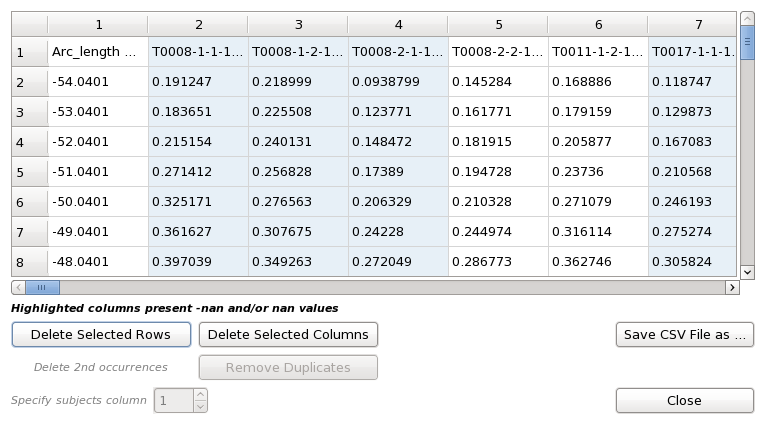 1 2 3 4 5 6 7
1 Arc_length ... T0008-1-1-1... T0008-1-2-1... T0008-2-1-1... T0008-2-2-1... T0011-1-2-1... T0017-1-1-1.
2 -54.0401 0.191247 0.218999 0.0938799 0.145284 0.168886 0.118747
3 -53.0401 0.183651 0.225508 0.123771 0.161771 0.179159 0.129873
4 -52.0401 0.215154 0.240131 0.148472 0.181915 0.205877 0.167083
5 -51.0401 0.271412 0.256828 0.17389 0.194728 0.23736 0.210568
6 -50.0401 0.325171 0.276563 0.206329 0.210328 0.271079 0.246193
7 -49.0401 0.361627 0.307675 0.24228 0.244974 0.316114 0.275274
8 -48.0401 0.397039 0.349263 0.272049 0.286773 0.362746 0.305824
Highlighted columns present -nan and/or nan values
Delete Selected Rows Delete Selected Columns Save CSV File as ...
Delete 2nd occurrences Remove Duplicates
Specify subjects column 1 Close